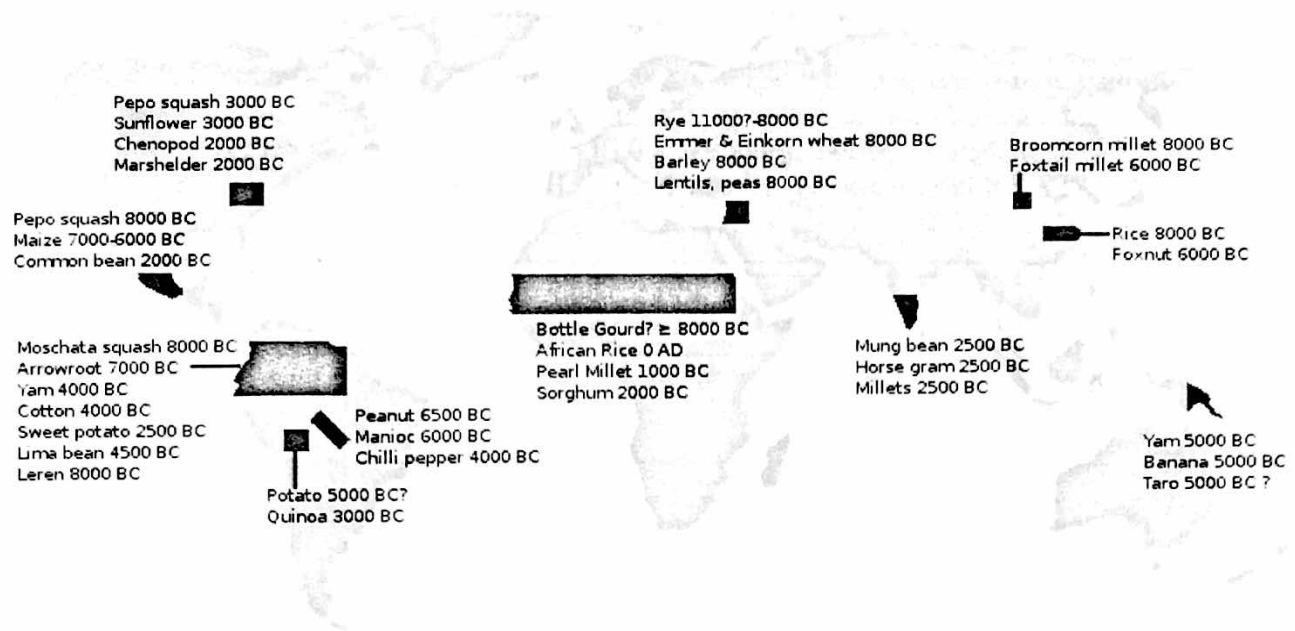 Pepo squash 3000 BC
Sunflower 3000 BC
Chenopod 2000 BC
Marshelder 2000 BC
Pepo squash 8000 BC
Maize 7000-6000 BC
Common bean 2000 BC
Moschata squash 8000 BC
Arrowroot 7000 BC
Yam 4000 BC
Cotton 4000 BC
Sweet potato 2500 BC
Lima bean 4500 BC
Leren 8000 BC
Peanut 6500 BC
Manioc 6000 BC
Chilli pepper 4000 BC
Potato 5000 BC?
Quinoa 3000 BC
Rye 11000?-8000 BC
Emmer & Einkorn wheat 8000 BC
Barley 8000 BC
Lentils, peas 8000 BC
Bottle Gourd? ≥ 8000 BC
African Rice 0 AD
Pearl Millet 1000 BC
Sorghum 2000 BC
Broomcorn millet 8000 BC
Foxtail millet 6000 BC
Rice 8000 BC
Foxnut 6000 BC
Mung bean 2500 BC
Horse gram 2500 BC
Millets 2500 BC
Yam 5000 BC
Banana 5000 BC
Taro 5000 BC ?